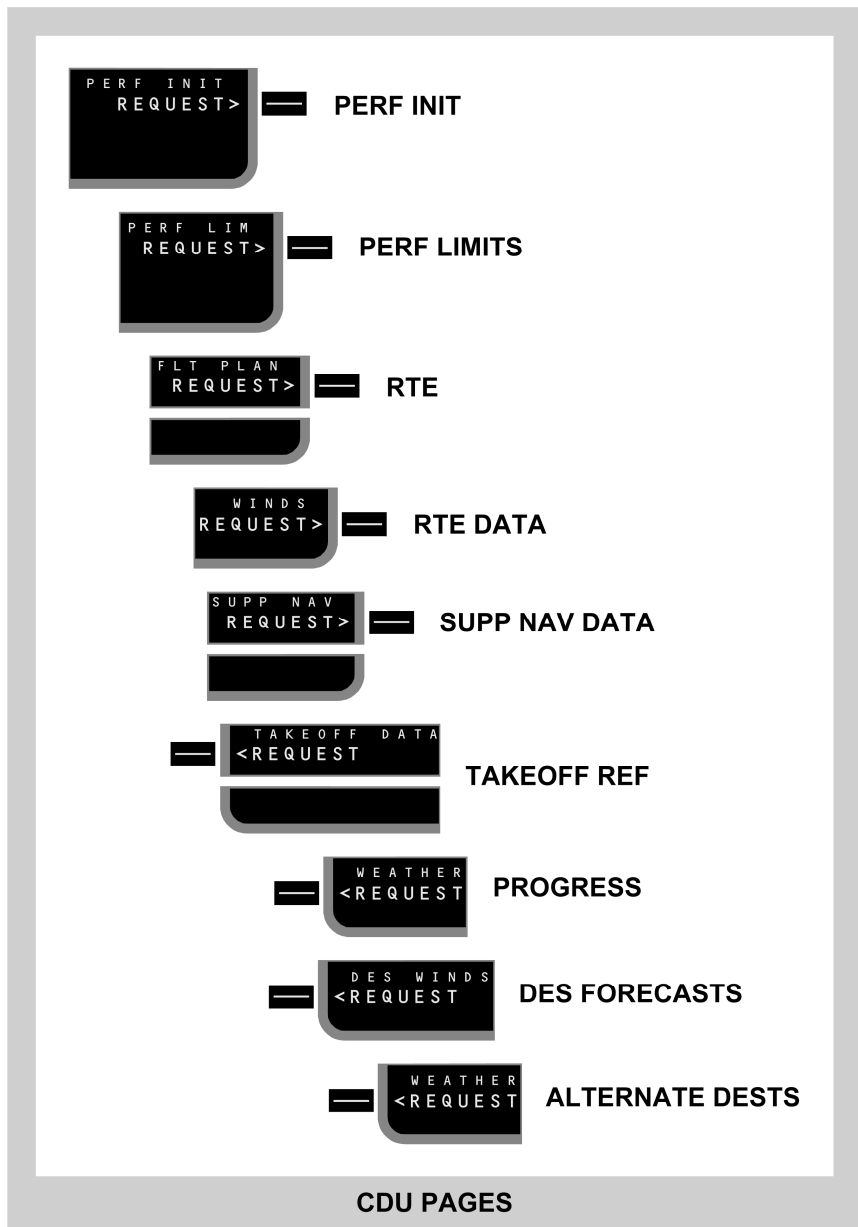 PERF INIT
REQUEST>
PERF INIT
PERF LIM
REQUEST>
PERF LIMITS
FLT PLAN
REQUEST>
RTE
WINDS
REQUEST>
RTE DATA
SUPP NAV
REQUEST>
SUPP NAV DATA
TAKEOFF DATA
<REQUEST
TAKEOFF REF
WEATHER
<REQUEST
PROGRESS
DES WINDS
<REQUEST
DES FORECASTS
WEATHER
<REQUEST
ALTERNATE DESTS
CDU PAGES